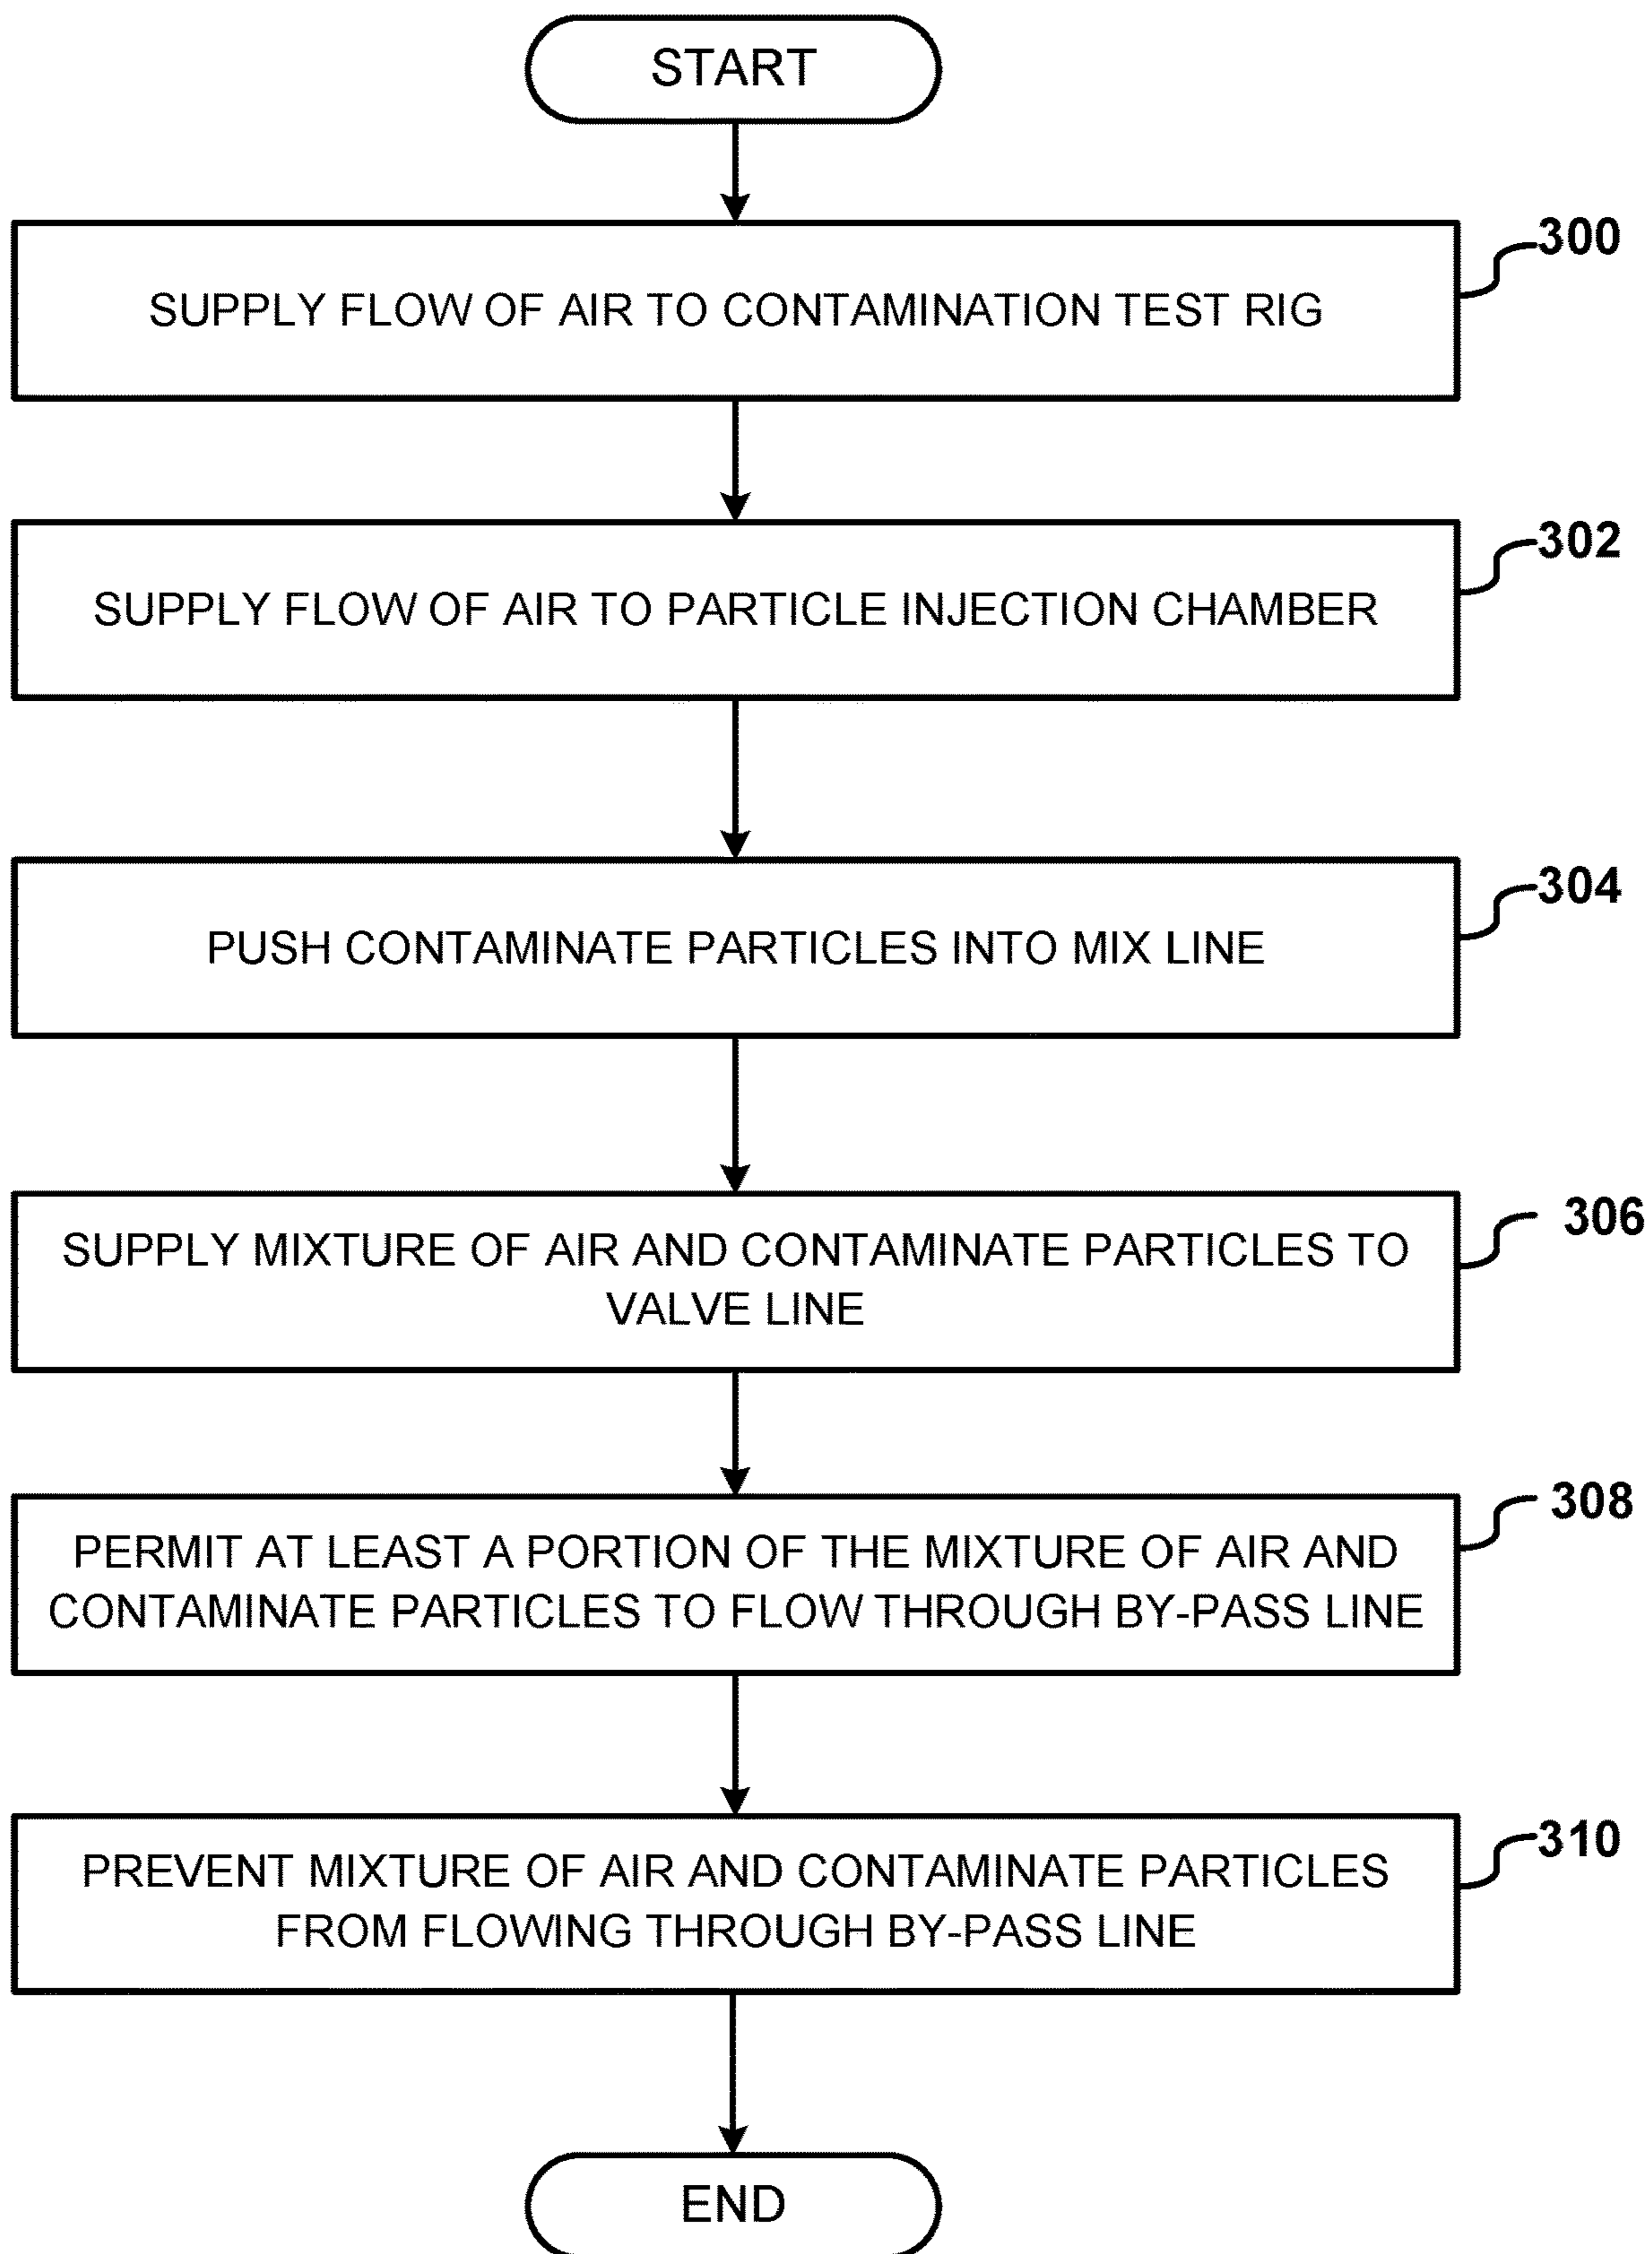 START
300
SUPPLY FLOW OF AIR TO CONTAMINATION TEST RIG
302
SUPPLY FLOW OF AIR TO PARTICLE INJECTION CHAMBER
304
PUSH CONTAMINATE PARTICLES INTO MIX LINE
306
SUPPLY MIXTURE OF AIR AND CONTAMINATE PARTICLES TO
VALVE LINE
308
PERMIT AT LEAST A PORTION OF THE MIXTURE OF AIR AND
CONTAMINATE PARTICLES TO FLOW THROUGH BY-PASS LINE
310
PREVENT MIXTURE OF AIR AND CONTAMINATE PARTICLES
FROM FLOWING THROUGH BY-PASS LINE
END